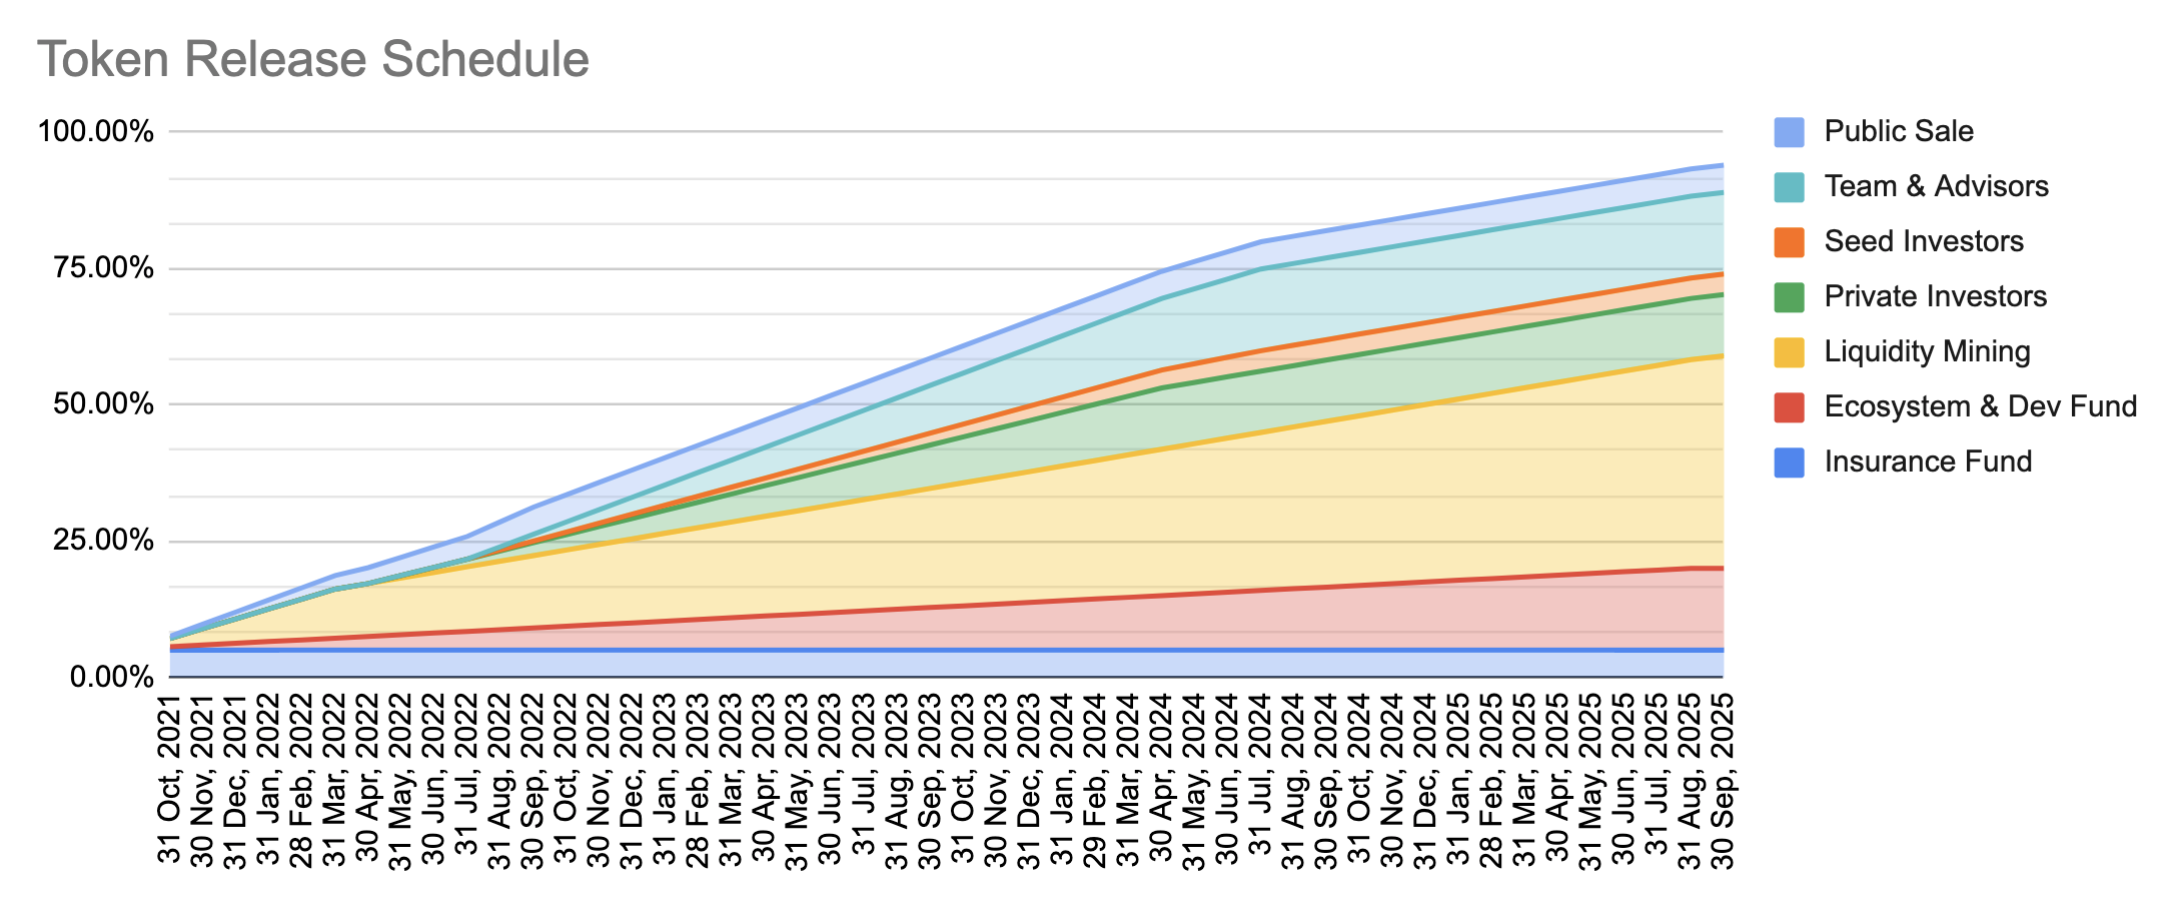 Token Release Schedule
100.00%
75.00%
50.00%
25.00%
0.00%
31 Oct, 2021
30 Nov, 2021
31 Dec, 2021
31 Jan, 2022
28 Feb, 2022
31 Mar, 2022
30 Apr, 2022
31 May, 2022
30 Jun, 2022
31 Jul, 2022
31 Aug, 2022
30 Sep, 2022
31 Oct, 2022
30 Nov, 2022
31 Dec, 2022
31 Jan, 2023
28 Feb, 2023
31 Mar, 2023
30 Apr, 2023
31 May, 2023
30 Jun, 2023
31 Jul, 2023
31 Aug, 2023
30 Sep, 2023
31 Oct, 2023
30 Nov, 2023
31 Dec, 2023
31 Jan, 2024
29 Feb, 2024
31 Mar, 2024
30 Apr, 2024
31 May, 2024
30 Jun, 2024
31 Jul, 2024
31 Aug, 2024
30 Sep, 2024
31 Oct, 2024
30 Nov, 2024
31 Dec, 2024
31 Jan, 2025
28 Feb, 2025
31 Mar, 2025
30 Apr, 2025
31 May, 2025
30 Jun, 2025
31 Jul, 2025
31 Aug, 2025
30 Sep, 2025
Public Sale
Team & Advisors
Seed Investors
Private Investors
Liquidity Mining
Ecosystem & Dev Fund
Insurance Fund